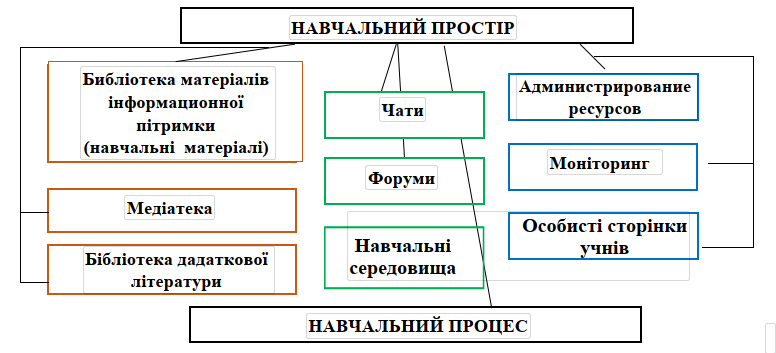 НАВЧАЛЬНИЙ ПРОСТІР
Библіотека матеріалів
інформационної
пітримки
(навчальні матеріалі)
Медіатека
Бібліотека дадаткової
літератури
Чати
Форуми
Навчальні
середовища
Администрирование
ресурсов
Моніторинг
Особисті сторінки
учнів
НАВЧАЛЬНИЙ ПРОЦЕС